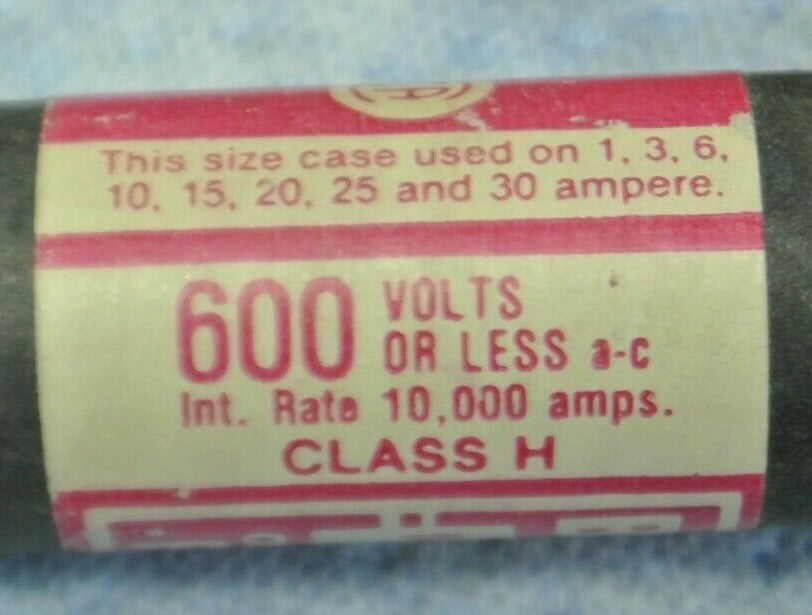 This size case used on 1, 3, 6,
10, 15, 20, 25 and 30 ampere.
600 VOLTS
OR LESS a-c
Int. Rate 10,000 amps.
CLASS H